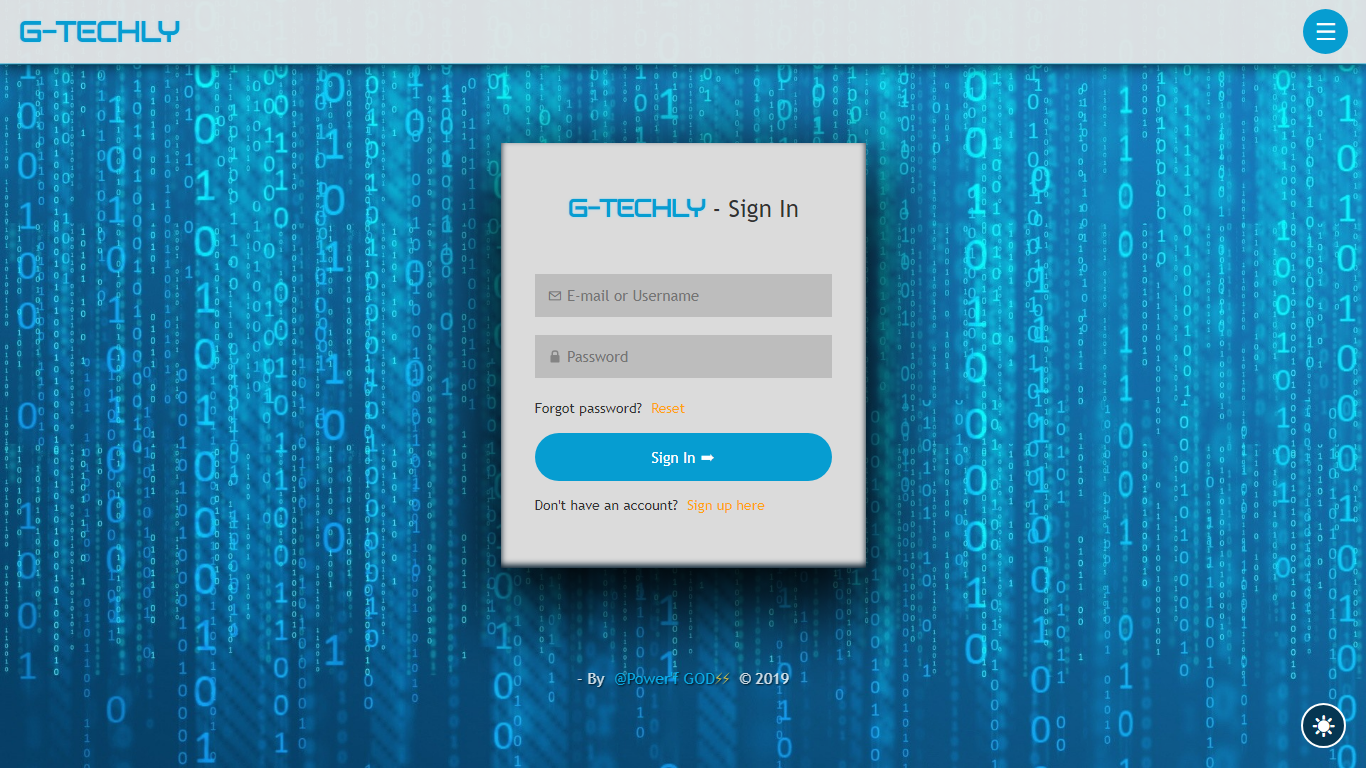 G-TECHLY
G-TECHLY - Sign In
E-mail or Username
Password
Forgot password? Reset
Sign In ➡
Don't have an account? Sign up here
- By @PowerT GOD⚡⚡ © 2019